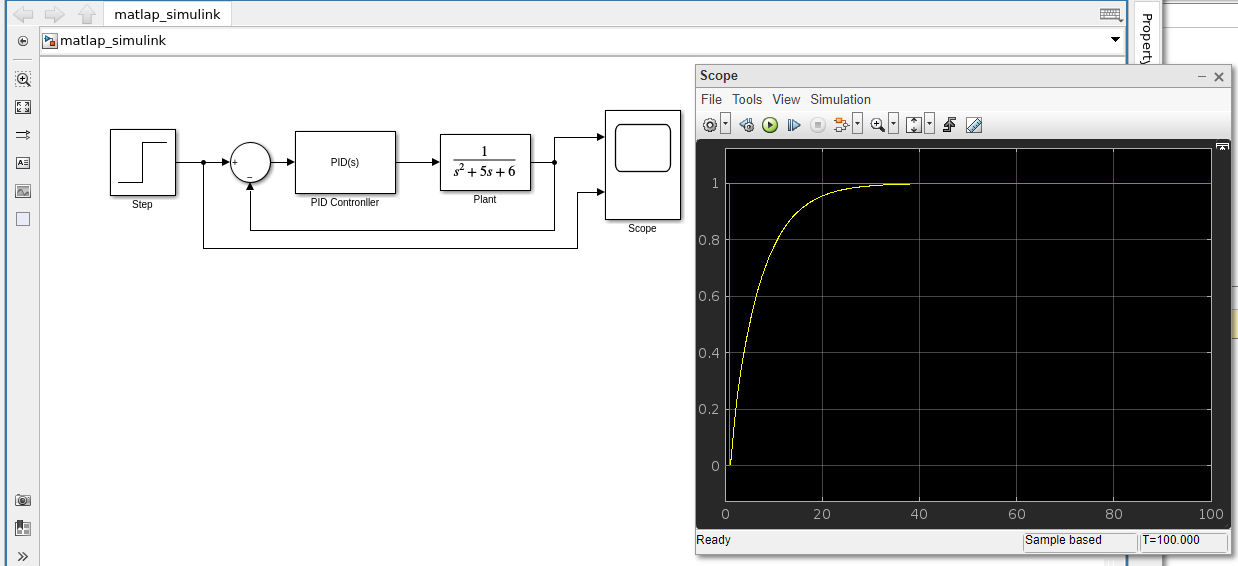 matlap_simulink
matlap_simulink
Property
Step
+
−
PID(s)
PID Contronller
1
s² + 5s + 6
Plant
Scope
Scope
File Tools View Simulation
1
0.8
0.6
0.4
0.2
0
0 20 40 60 80 100
Ready Sample based T=100.000